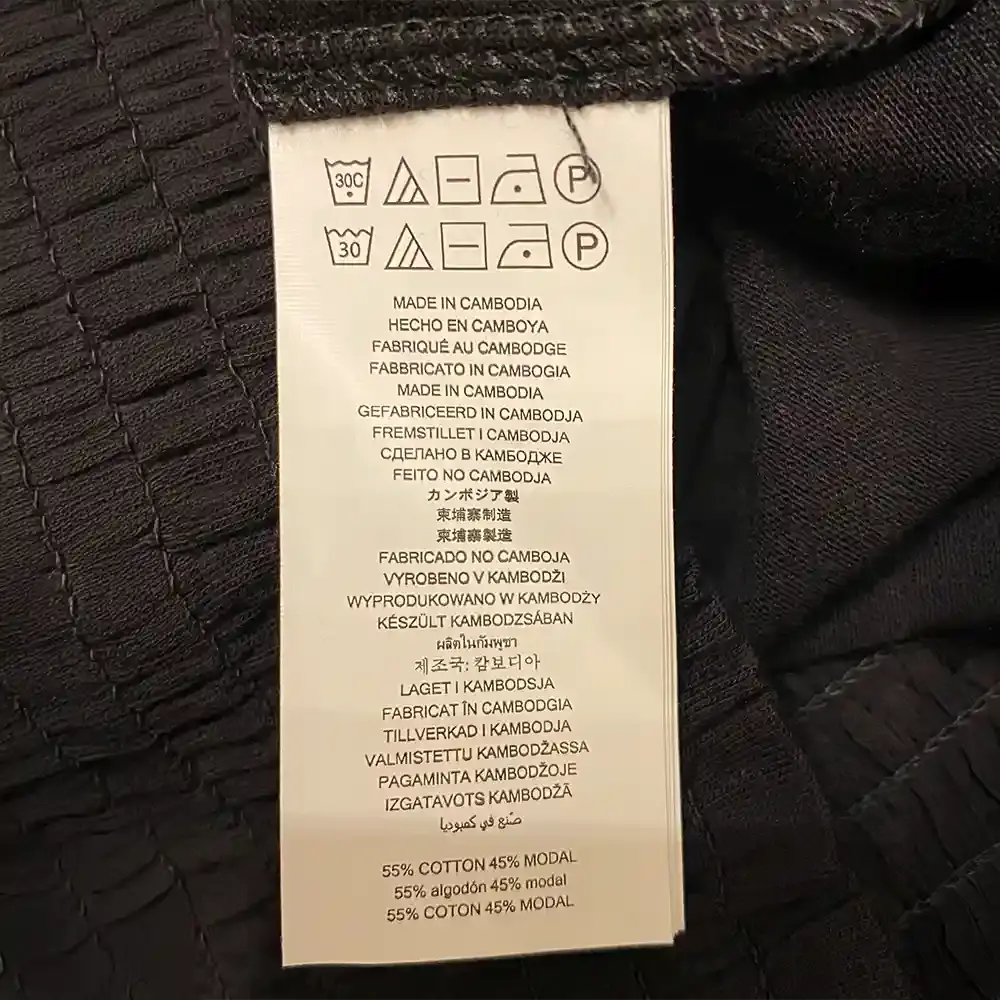 30C P
30 P
MADE IN CAMBODIA
HECHO EN CAMBOYA
FABRIQUÉ AU CAMBODGE
FABBRICATO IN CAMBOGIA
MADE IN CAMBODIA
GEFABRICEERD IN CAMBODJA
FREMSTILLET I CAMBODJA
СДЕЛАНО В КАМБОДЖЕ
FEITO NO CAMBODJA
カンボジア製
柬埔寨制造
柬埔寨製造
FABRICADO NO CAMBOJA
VYROBENO V KAMBODŽI
WYPRODUKOWANO W KAMBODŻY
KÉSZÜLT KAMBODZSÁBAN
ผลิตในกัมพูชา
제조국: 캄보디아
LAGET I KAMBODSJA
FABRICAT ÎN CAMBODGIA
TILLVERKAD I KAMBODJA
VALMISTETTU KAMBODŽASSA
PAGAMINTA KAMBODŽOJE
IZGATAVOTS KAMBODŽĀ
صُنع في كمبوديا
55% COTTON 45% MODAL
55% algodón 45% modal
55% COTON 45% MODAL